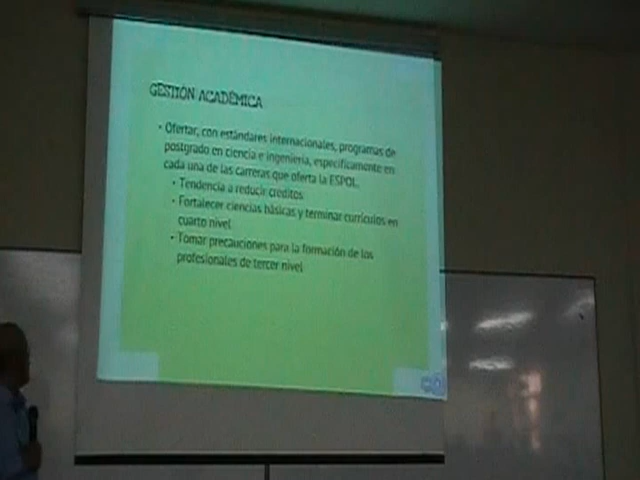 GESTIÓN ACADÉMICA
• Ofertar, con estándares internacionales, programas de
postgrado en ciencia e ingeniería, específicamente en
cada una de las carreras que oferta la ESPOL.
• Tendencia a reducir créditos
• Fortalecer ciencias básicas y terminar currículos en
cuarto nivel
• Tomar precauciones para la formación de los
profesionales de tercer nivel